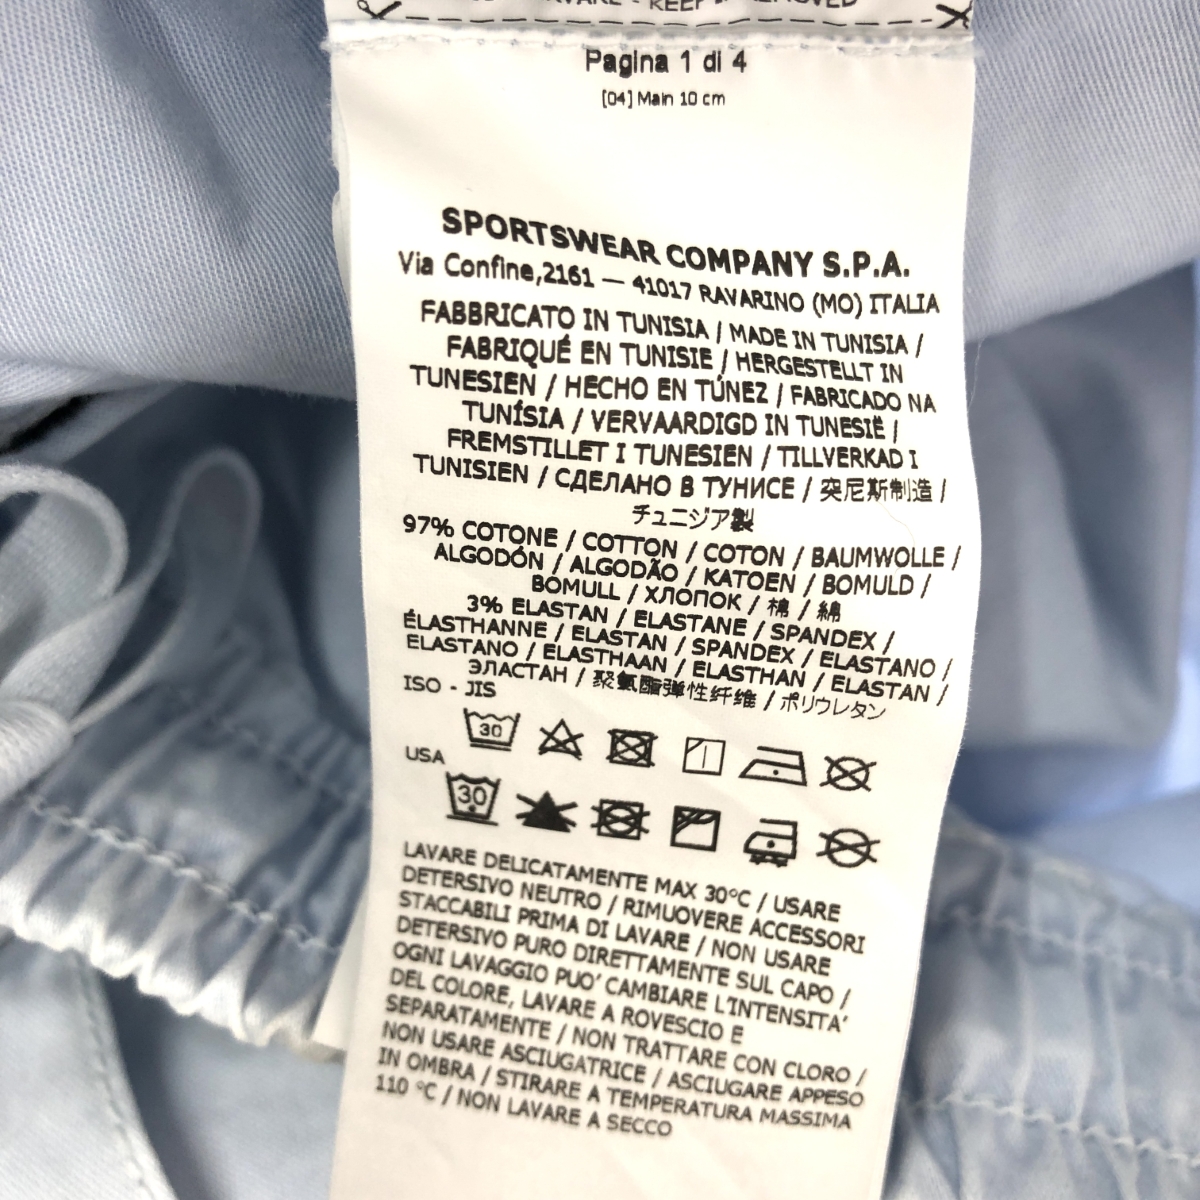 KEEP
REMOVED
Pagina 1 di 4
[04] Main 10 cm
SPORTSWEAR COMPANY S.P.A.
Via Confine,2161 — 41017 RAVARINO (MO) ITALIA
FABBRICATO IN TUNISIA / MADE IN TUNISIA /
FABRIQUÉ EN TUNISIE / HERGESTELLT IN
TUNESIEN / HECHO EN TÚNEZ / FABRICADO NA
TUNÍSIA / VERVAARDIGD IN TUNESIË /
FREMSTILLET I TUNESIEN / TILLVERKAD I
TUNISIEN / СДЕЛАНО В ТУНИСЕ / 突尼斯制造 /
チュニジア製
97% COTONE / COTTON / COTON / BAUMWOLLE /
ALGODÓN / ALGODÃO / KATOEN / BOMULD /
BOMULL / ХЛОПОК / 棉 / 綿
3% ELASTAN / ELASTANE / SPANDEX /
ÉLASTHANNE / ELASTAN / SPANDEX / ELASTANO /
ELASTANO / ELASTHAAN / ELASTHAN / ELASTAN /
ЭЛАСТАН / 聚氨酯弹性纤维 / ポリウレタン
ISO - JIS
30
USA
30
LAVARE DELICATAMENTE MAX 30°C / USARE
DETERSIVO NEUTRO / RIMUOVERE ACCESSORI
STACCABILI PRIMA DI LAVARE / NON USARE
DETERSIVO PURO DIRETTAMENTE SUL CAPO /
OGNI LAVAGGIO PUO' CAMBIARE L'INTENSITA'
DEL COLORE, LAVARE A ROVESCIO E
SEPARATAMENTE / NON TRATTARE CON CLORO /
NON USARE ASCIUGATRICE / ASCIUGARE APPESO
IN OMBRA / STIRARE A TEMPERATURA MASSIMA
110 °C / NON LAVARE A SECCO